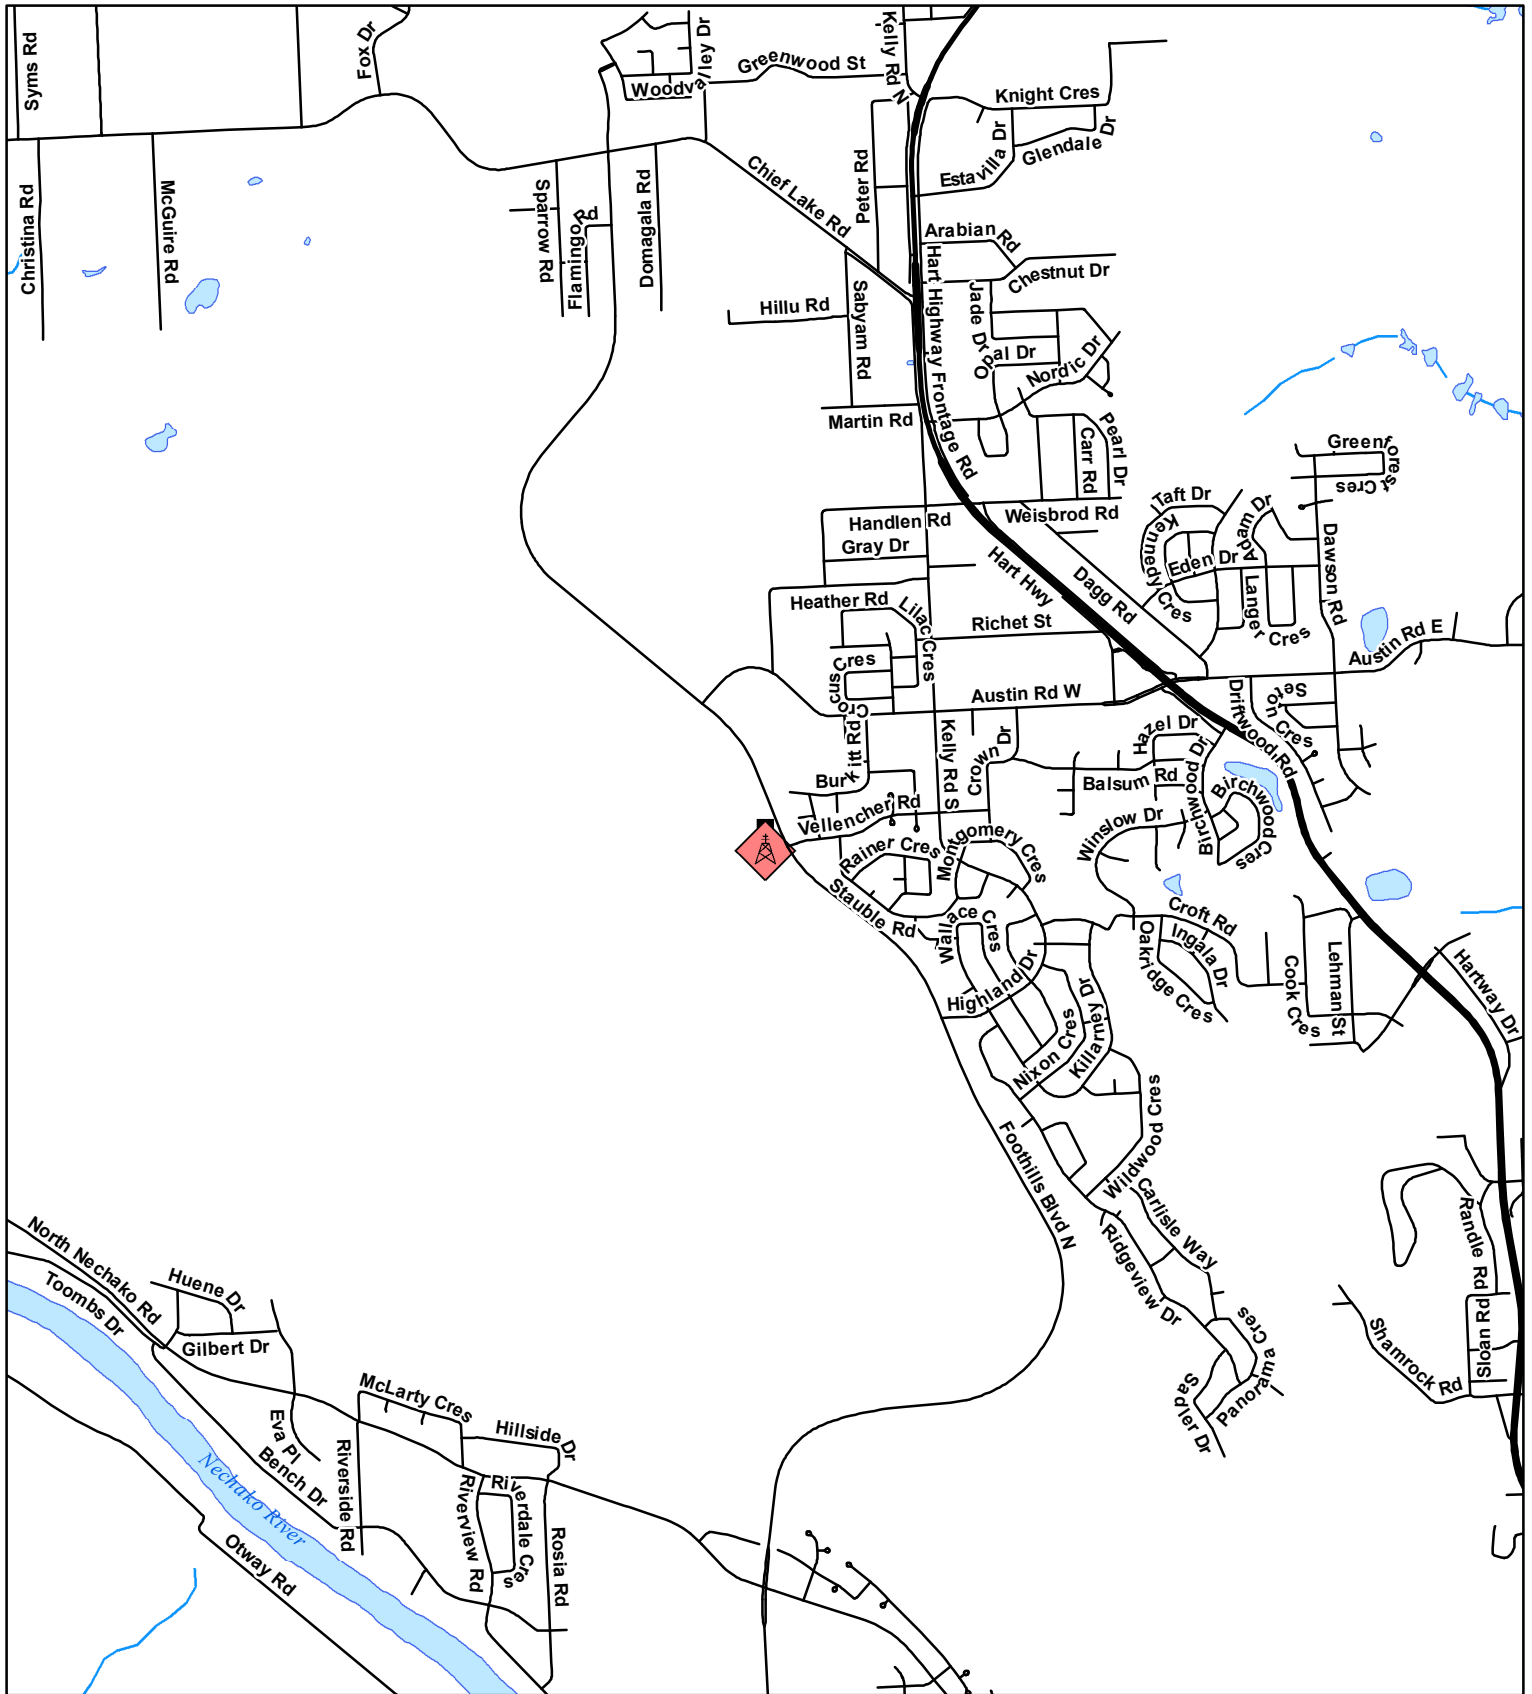 Syms Rd
Fox Dr
Woodvalley Dr
Greenwood St
Kelly Rd N
Knight Cres
Glendale Dr
Estavilla Dr
Peter Rd
Chief Lake Rd
Christina Rd
McGuire Rd
Sparrow Rd
Flamingo Rd
Domagala Rd
Arabian Rd
Chestnut Dr
Hart Highway Frontage Rd
Jade Dr
Hillu Rd
Sabyam Rd
Opal Dr
Nordic Dr
Martin Rd
Carr Rd
Pearl Dr
Greenforest Cres
Taft Dr
Kennedy Cres
Adam Dr
Eden Dr
Langer Cres
Dawson Rd
Handlen Rd
Weisbrod Rd
Gray Dr
Hart Hwy
Dagg Rd
Heather Rd
Lilac Cres
Richet St
Austin Rd E
Crocus Cres
Austin Rd W
Driftwood Rd
Seton Cres
Kitt Rd
Kelly Rd S
Crown Dr
Hazel Dr
Burk
Balsum Rd
Birchwood Dr
Birchwood Cres
Vellencher Rd
Winslow Dr
Rainer Cres
Montgomery Cres
Stauble Rd
Wallace Cres
Croft Rd
Ingala Dr
Oakridge Cres
Cook Cres
Lehman St
Hartway Dr
Highland Dr
Killarney Dr
Nixon Cres
Wildwood Cres
Foothills Blvd N
Carlisle Way
Ridgeview Dr
Randle Rd
Sloan Rd
Shamrock Rd
Panorama Cres
Sadler Dr
North Nechako Rd
Toombs Dr
Huene Dr
Gilbert Dr
McLarty Cres
Hillside Dr
Eva Pl
Bench Dr
Riverside Rd
Riverview Rd
Riverdale Cres
Rosia Rd
Nechako River
Otway Rd